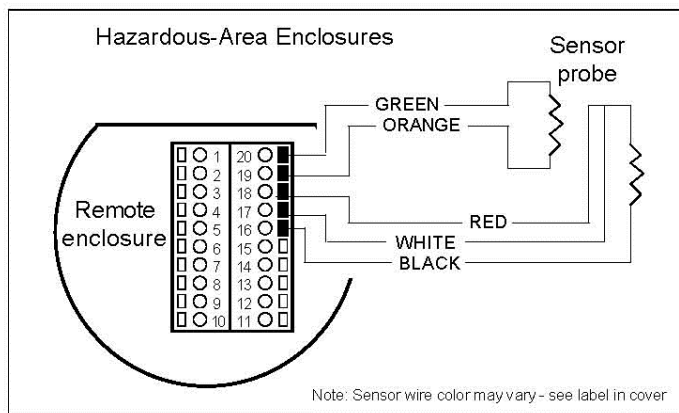 Hazardous-Area Enclosures
Sensor
probe
GREEN
ORANGE
Remote
enclosure
1 20
2 19
3 18
4 17
5 16
6 15
7 14
8 13
9 12
10 11
RED
WHITE
BLACK
Note: Sensor wire color may vary - see label in cover